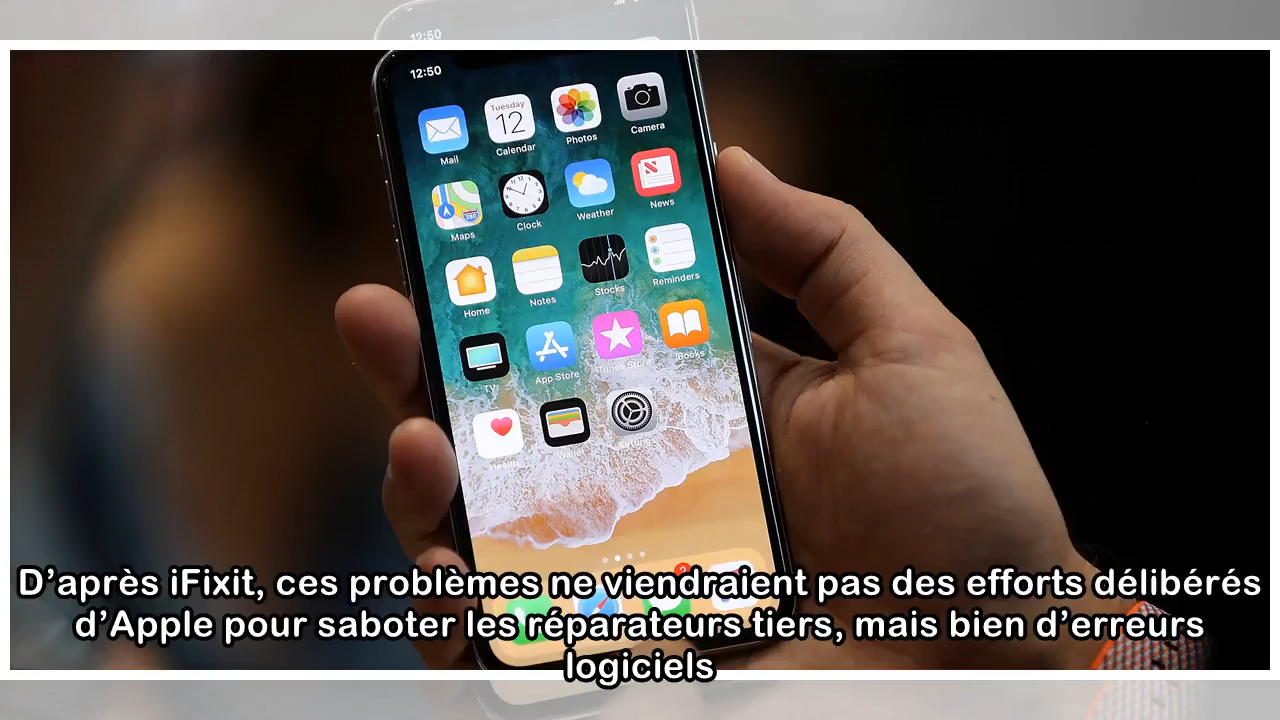 12:50
12:50
Tuesday
12
Mail
Calendar
Photos
Camera
Maps
Clock
Weather
News
Home
Notes
Stocks
Reminders
TV
App Store
iTunes Store
iBooks
Health
Wallet
D’après iFixit, ces problèmes ne viendraient pas des efforts délibérés
d’Apple pour saboter les réparateurs tiers, mais bien d’erreurs
logiciels